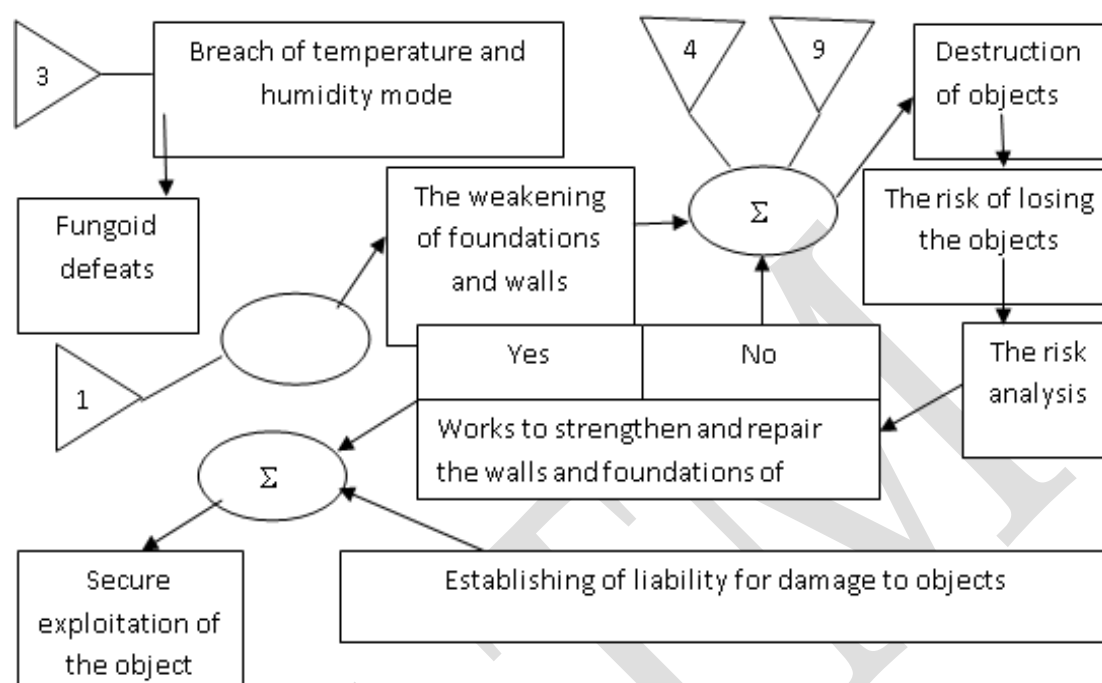 3
Breach of temperature and
humidity mode
4
9
Destruction
of objects
Fungoid
defeats
The weakening
of foundations
and walls
Σ
The risk of losing
the objects
1
Yes
No
The risk
analysis
Works to strengthen and repair
the walls and foundations of
Σ
Secure
exploitation of
the object
Establishing of liability for damage to objects